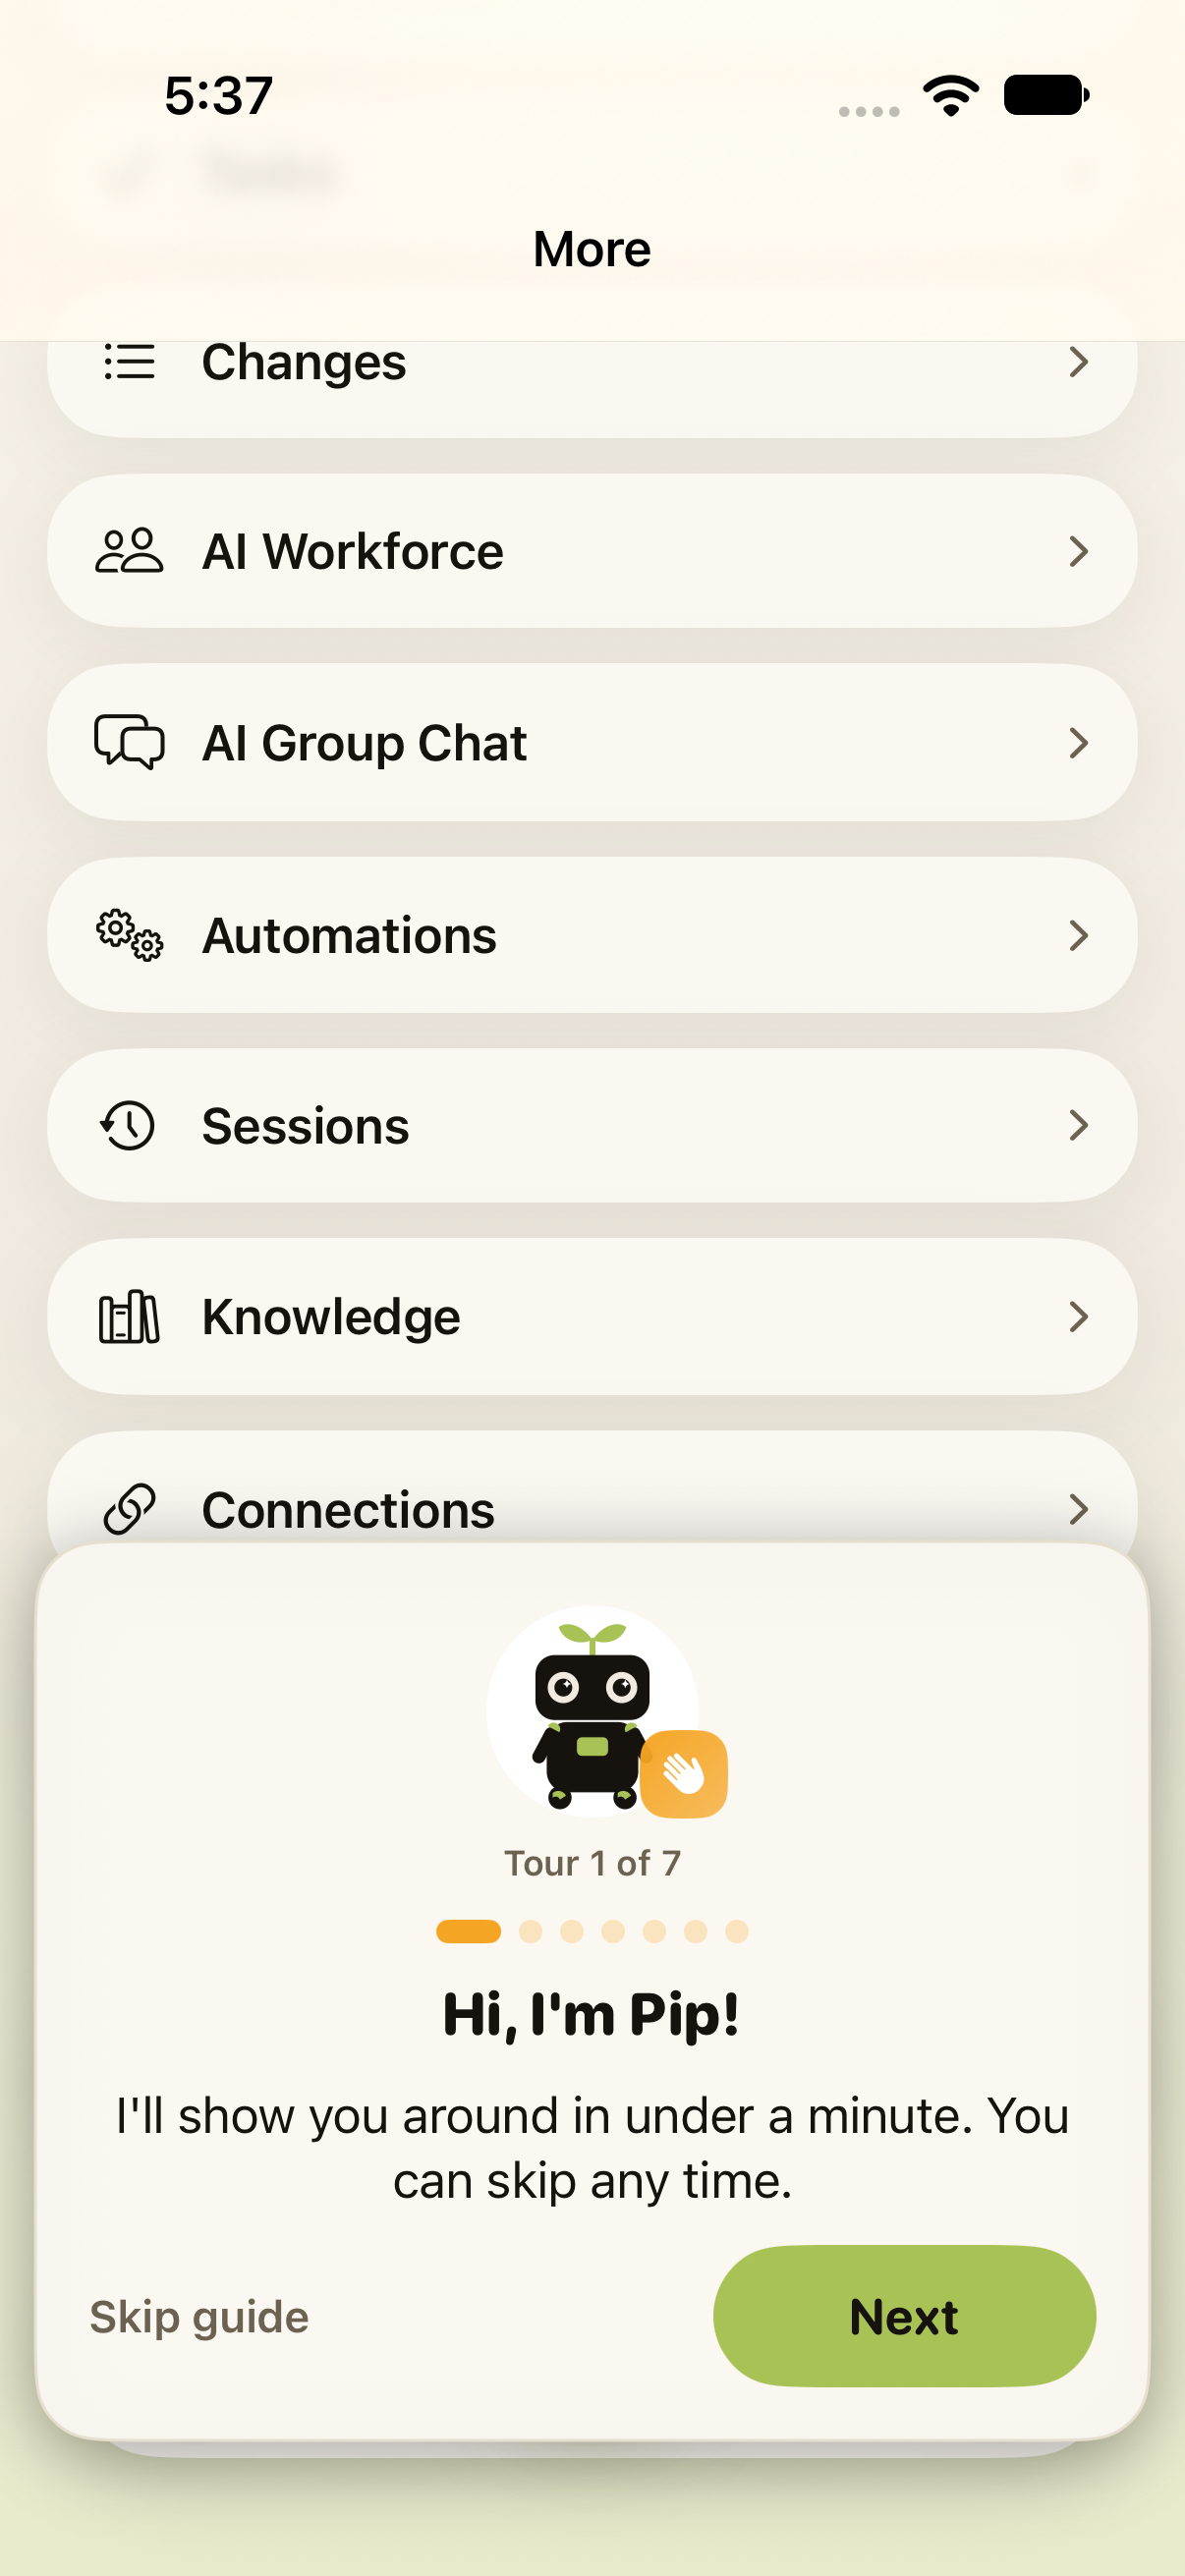 5:37
Tasks
More
Changes
AI Workforce
AI Group Chat
Automations
Sessions
Knowledge
Connections
Tour 1 of 7
Hi, I'm Pip!
I'll show you around in under a minute. You
can skip any time.
Skip guide
Next